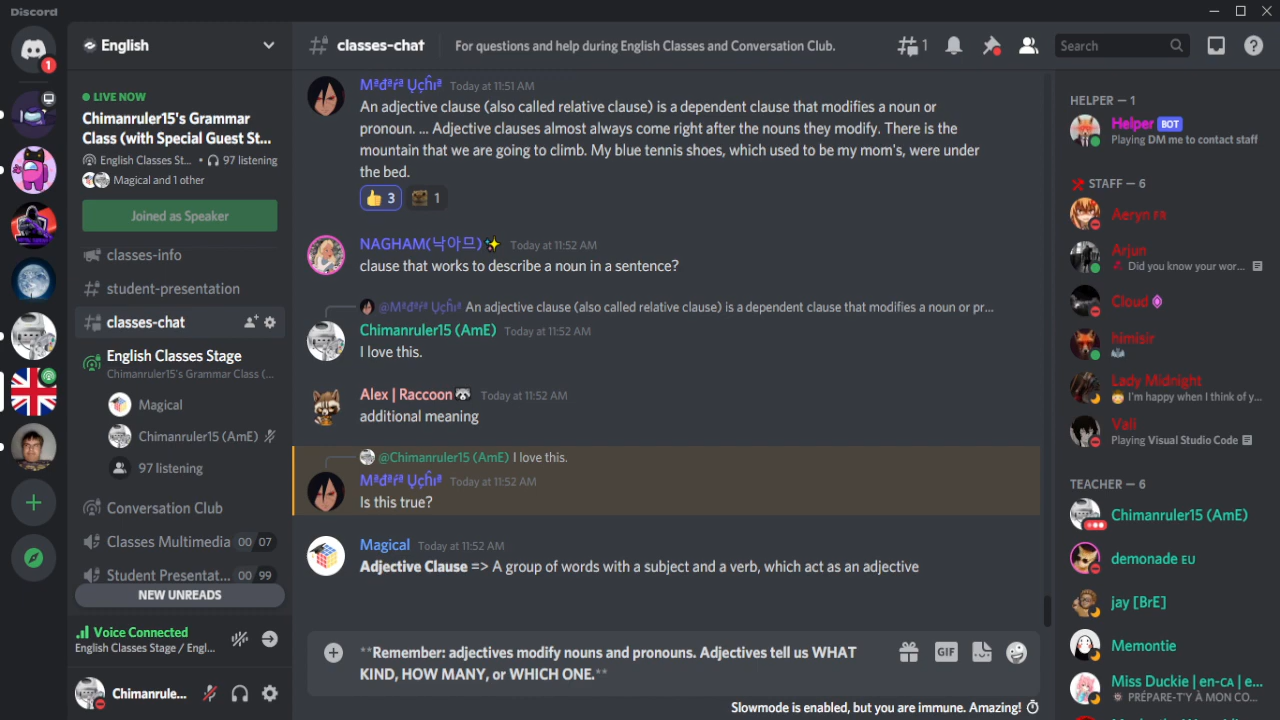 Discord
1
English
LIVE NOW
Chimanruler15's Grammar
Class (with Special Guest St...
English Classes St... • 97 listening
Magical and 1 other
Joined as Speaker
classes-info
student-presentation
classes-chat
English Classes Stage
Chimanruler15's Grammar Class (...
Magical
Chimanruler15 (AmE)
97 listening
Conversation Club
Classes Multimedia 00 07
Student Presentat... 00 99
NEW UNREADS
Voice Connected
English Classes Stage / Engl...
Chimanrule...
classes-chat For questions and help during English Classes and Conversation Club.
1
Search
Today at 11:51 AM
An adjective clause (also called relative clause) is a dependent clause that modifies a noun or
pronoun. ... Adjective clauses almost always come right after the nouns they modify. There is the
mountain that we are going to climb. My blue tennis shoes, which used to be my mom's, were under
the bed.
3 1
NAGHAM(낙아므)✨ Today at 11:52 AM
clause that works to describe a noun in a sentence?
An adjective clause (also called relative clause) is a dependent clause that modifies a noun or pr...
Chimanruler15 (AmE) Today at 11:52 AM
I love this.
Alex | Raccoon🦝 Today at 11:52 AM
additional meaning
@Chimanruler15 (AmE) I love this.
Today at 11:52 AM
Is this true?
Magical Today at 11:52 AM
Adjective Clause => A group of words with a subject and a verb, which act as an adjective
**Remember: adjectives modify nouns and pronouns. Adjectives tell us WHAT
KIND, HOW MANY, or WHICH ONE.**
GIF
Slowmode is enabled, but you are immune. Amazing!
HELPER — 1
Helper BOT
Playing DM me to contact staff
STAFF — 6
Aeryn FR
Arjun
Did you know your wor...
Cloud
himisir
Lady Midnight
I'm happy when I think of y...
Vali
Playing Visual Studio Code
TEACHER — 6
Chimanruler15 (AmE)
demonade EU
jay [BrE]
Memontie
Miss Duckie | en-CA | e...
PRÉPARE-T'Y À MON CO...